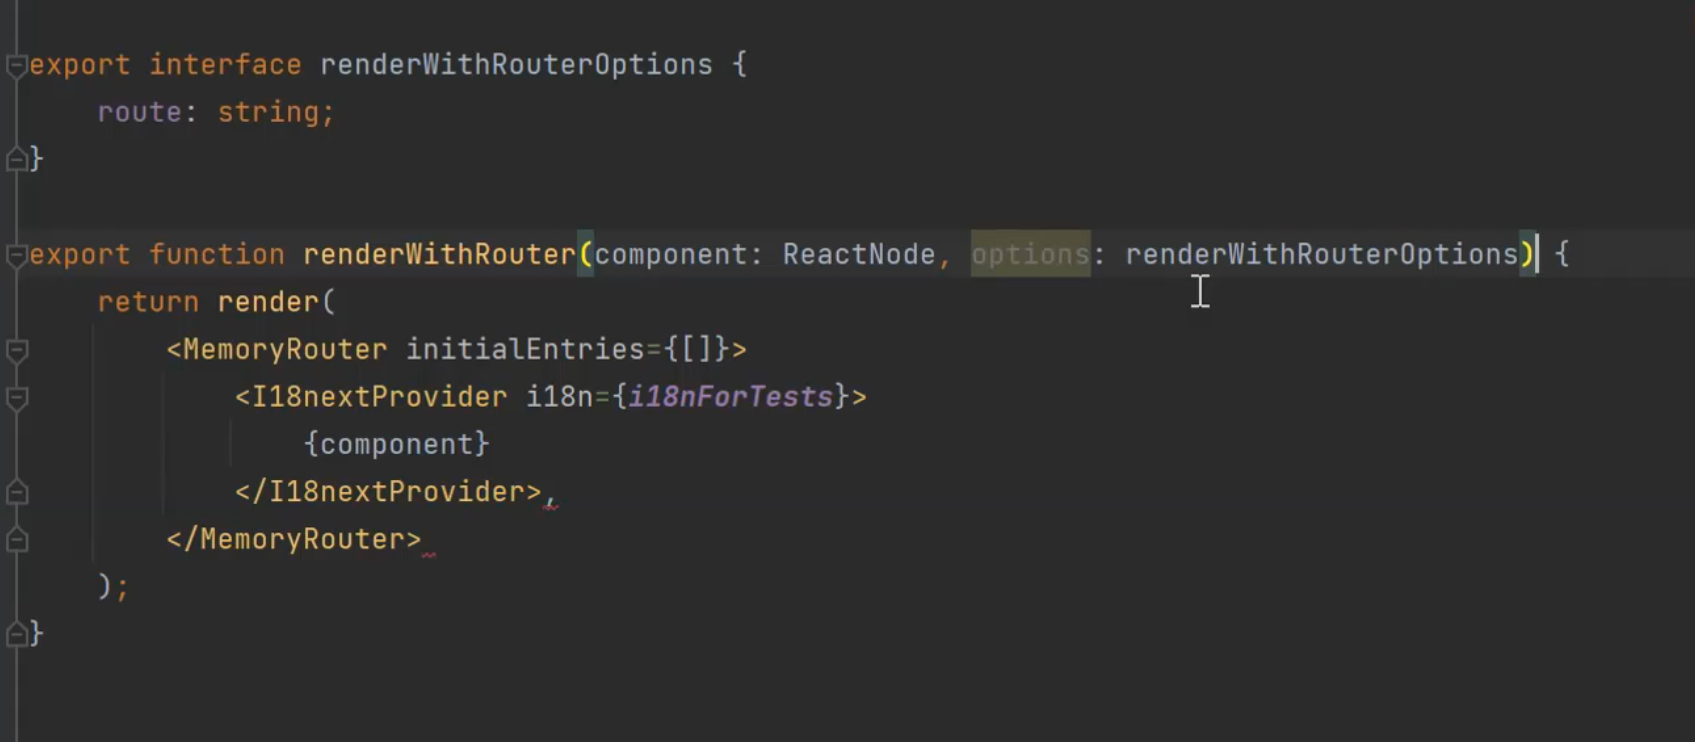 export interface renderWithRouterOptions {
    route: string;
}
export function renderWithRouter(component: ReactNode, options: renderWithRouterOptions) {
    return render(
        <MemoryRouter initialEntries={[]}>
            <I18nextProvider i18n={i18nForTests}>
                {component}
            </I18nextProvider>,
        </MemoryRouter>
    );
}